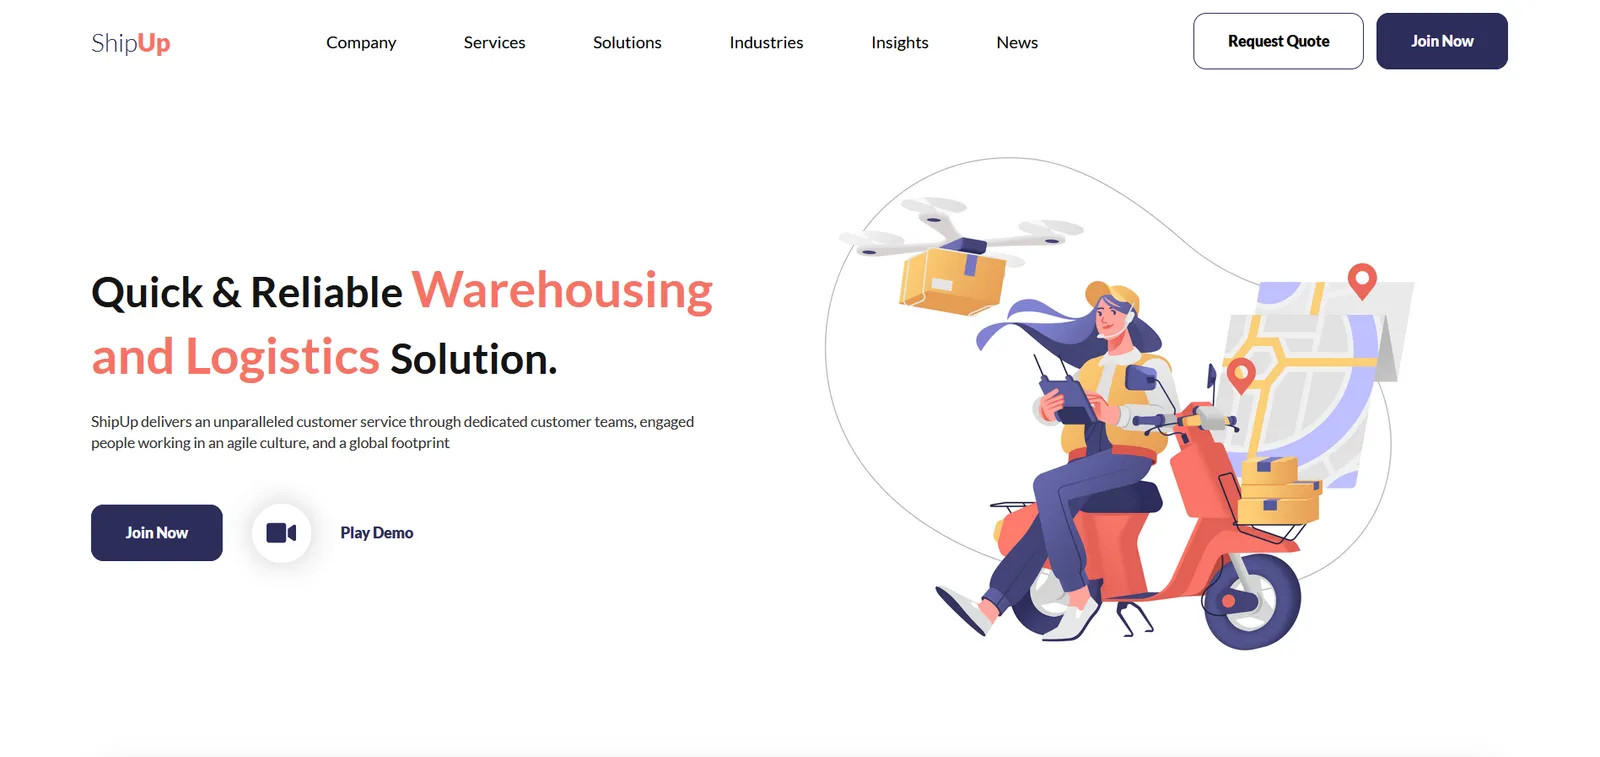 ShipUp
Company Services Solutions Industries Insights News
Request Quote Join Now
Quick & Reliable Warehousing
and Logistics Solution.
ShipUp delivers an unparalleled customer service through dedicated customer teams, engaged
people working in an agile culture, and a global footprint
Join Now Play Demo